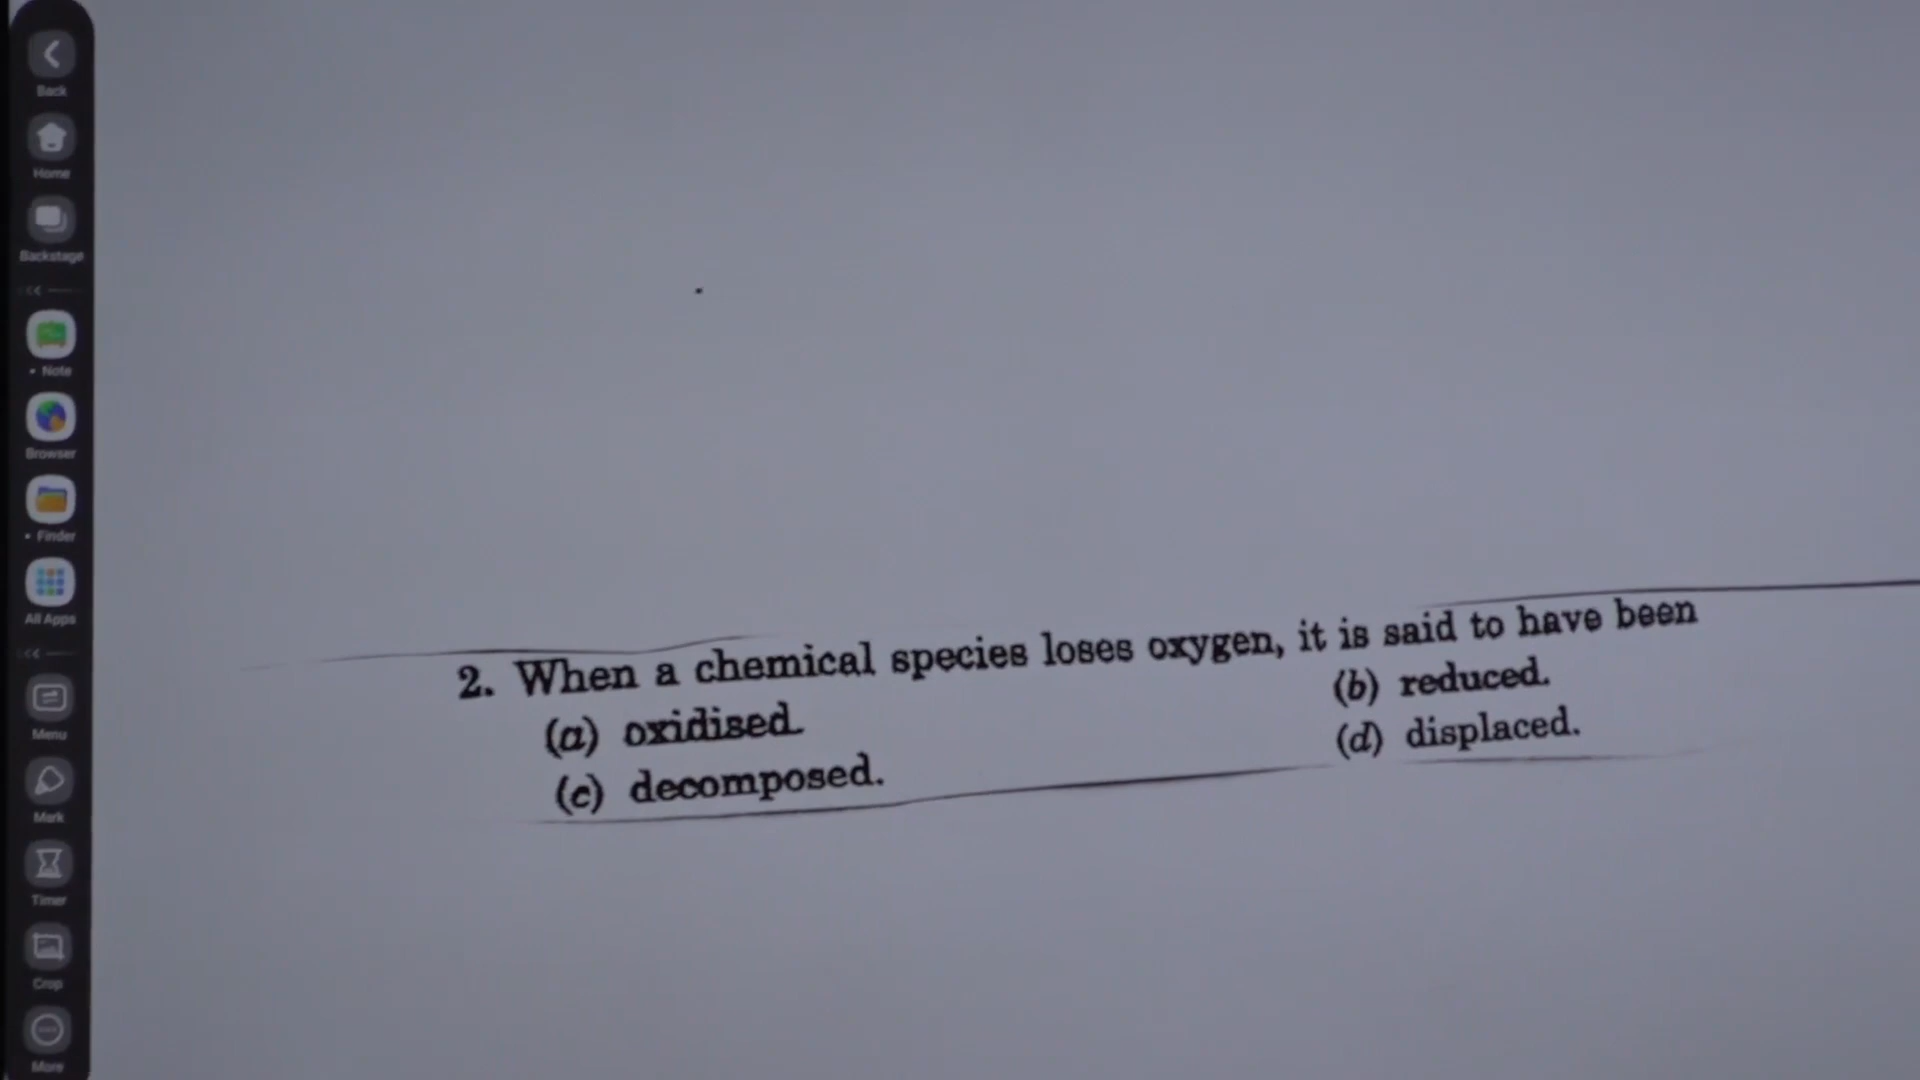 Back
Home
Backstage
Note
Browser
Finder
All Apps
Menu
Mark
Timer
Crop
More
2. When a chemical species loses oxygen, it is said to have been
(a) oxidised.
(b) reduced.
(c) decomposed.
(d) displaced.